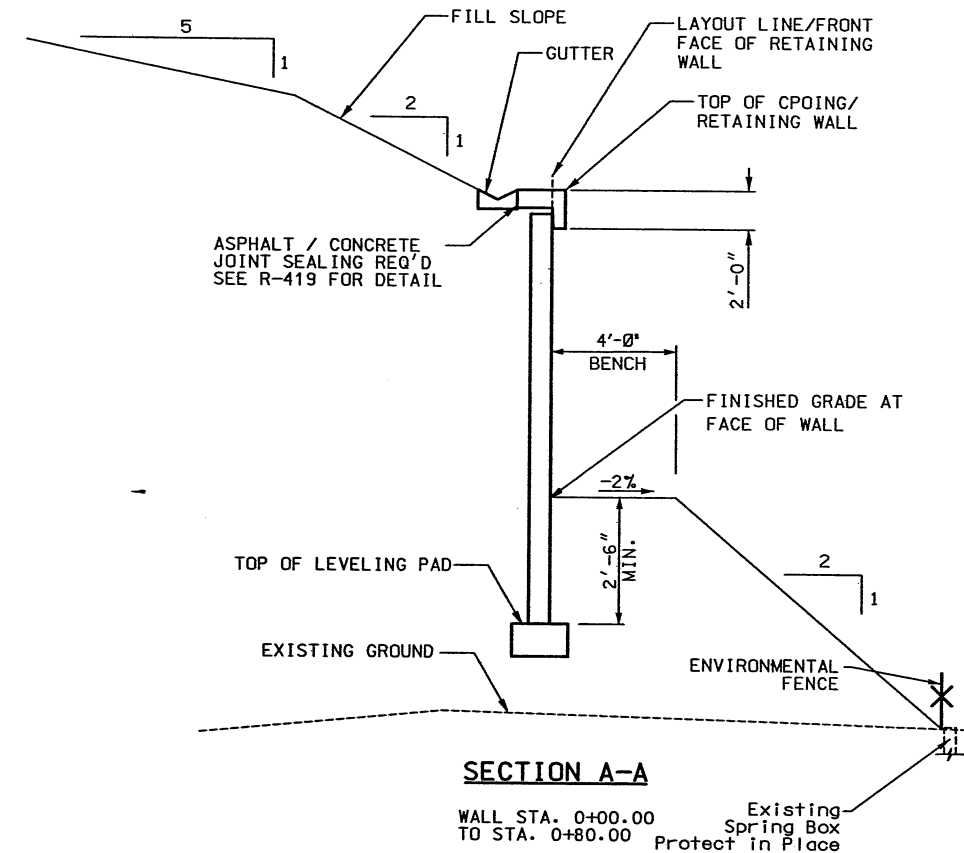 5
1
FILL SLOPE
GUTTER
LAYOUT LINE/FRONT
FACE OF RETAINING
WALL
2
1
TOP OF CPOING/
RETAINING WALL
ASPHALT / CONCRETE
JOINT SEALING REQ'D
SEE R-419 FOR DETAIL
2'-0"
4'-0"
BENCH
FINISHED GRADE AT
FACE OF WALL
-2%
2'-6"
MIN.
TOP OF LEVELING PAD
2
1
EXISTING GROUND
ENVIRONMENTAL
FENCE
SECTION A-A
WALL STA. 0+00.00
TO STA. 0+80.00
Existing
Spring Box
Protect in Place